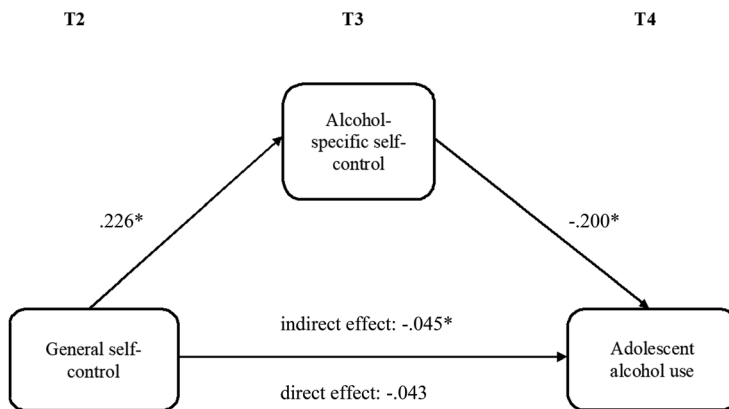 T2 T3 T4
Alcohol-
specific self-
control
.226* -.200*
indirect effect: -.045*
General self-
control
Adolescent
alcohol use
direct effect: -.043